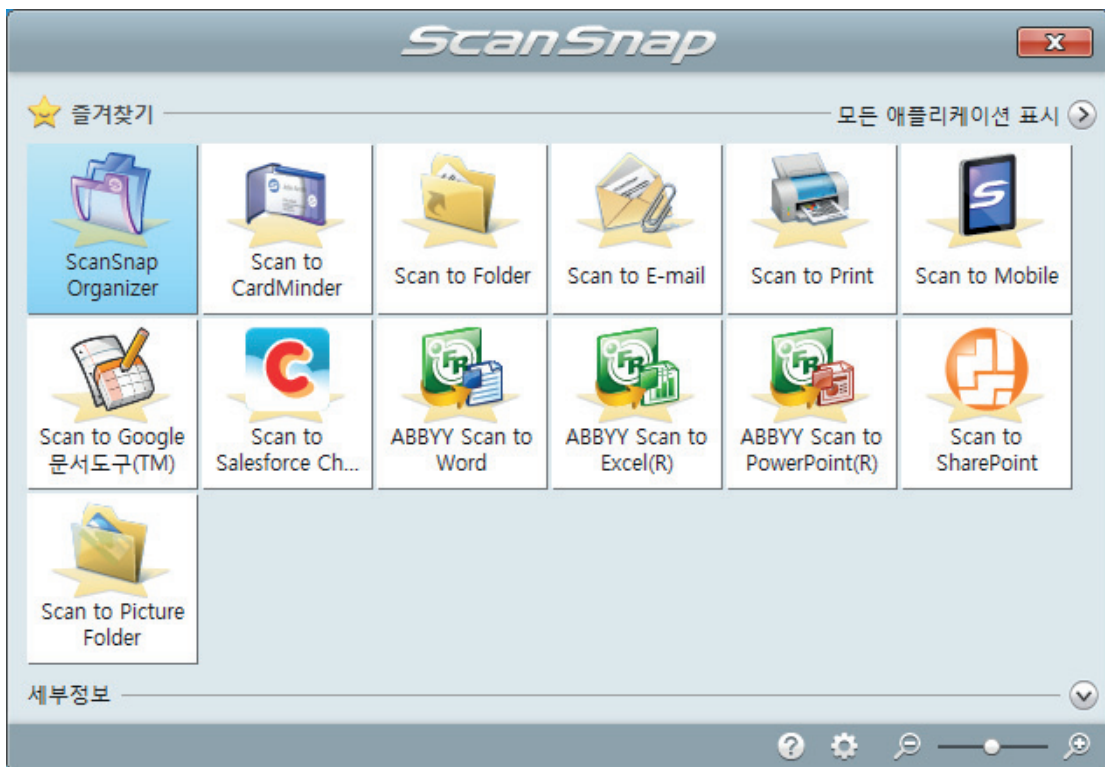 ScanSnap
즐겨찾기
모든 애플리케이션 표시
ScanSnap
Organizer
Scan to
CardMinder
Scan to Folder
Scan to E-mail
Scan to Print
Scan to Mobile
Scan to Google
문서도구(TM)
Scan to
Salesforce Ch...
ABBYY Scan to
Word
ABBYY Scan to
Excel(R)
ABBYY Scan to
PowerPoint(R)
Scan to
SharePoint
Scan to Picture
Folder
세부정보